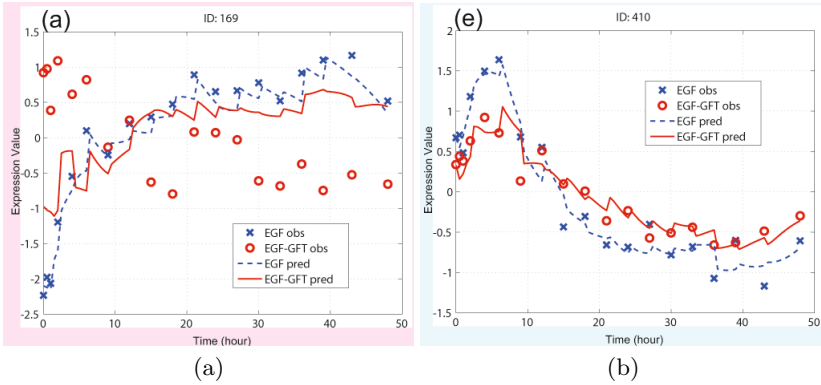 (a)
ID: 169
Expression Value
1.5
1
0.5
0
-0.5
-1
-1.5
-2
-2.5
EGF obs
EGF-GFT obs
EGF pred
EGF-GFT pred
0 10 20 30 40 50
Time (hour)
(a)
(e)
ID: 410
Expression Value
2
1.5
1
0.5
0
-0.5
-1
-1.5
EGF obs
EGF-GFT obs
EGF pred
EGF-GFT pred
0 10 20 30 40 50
Time (hour)
(b)